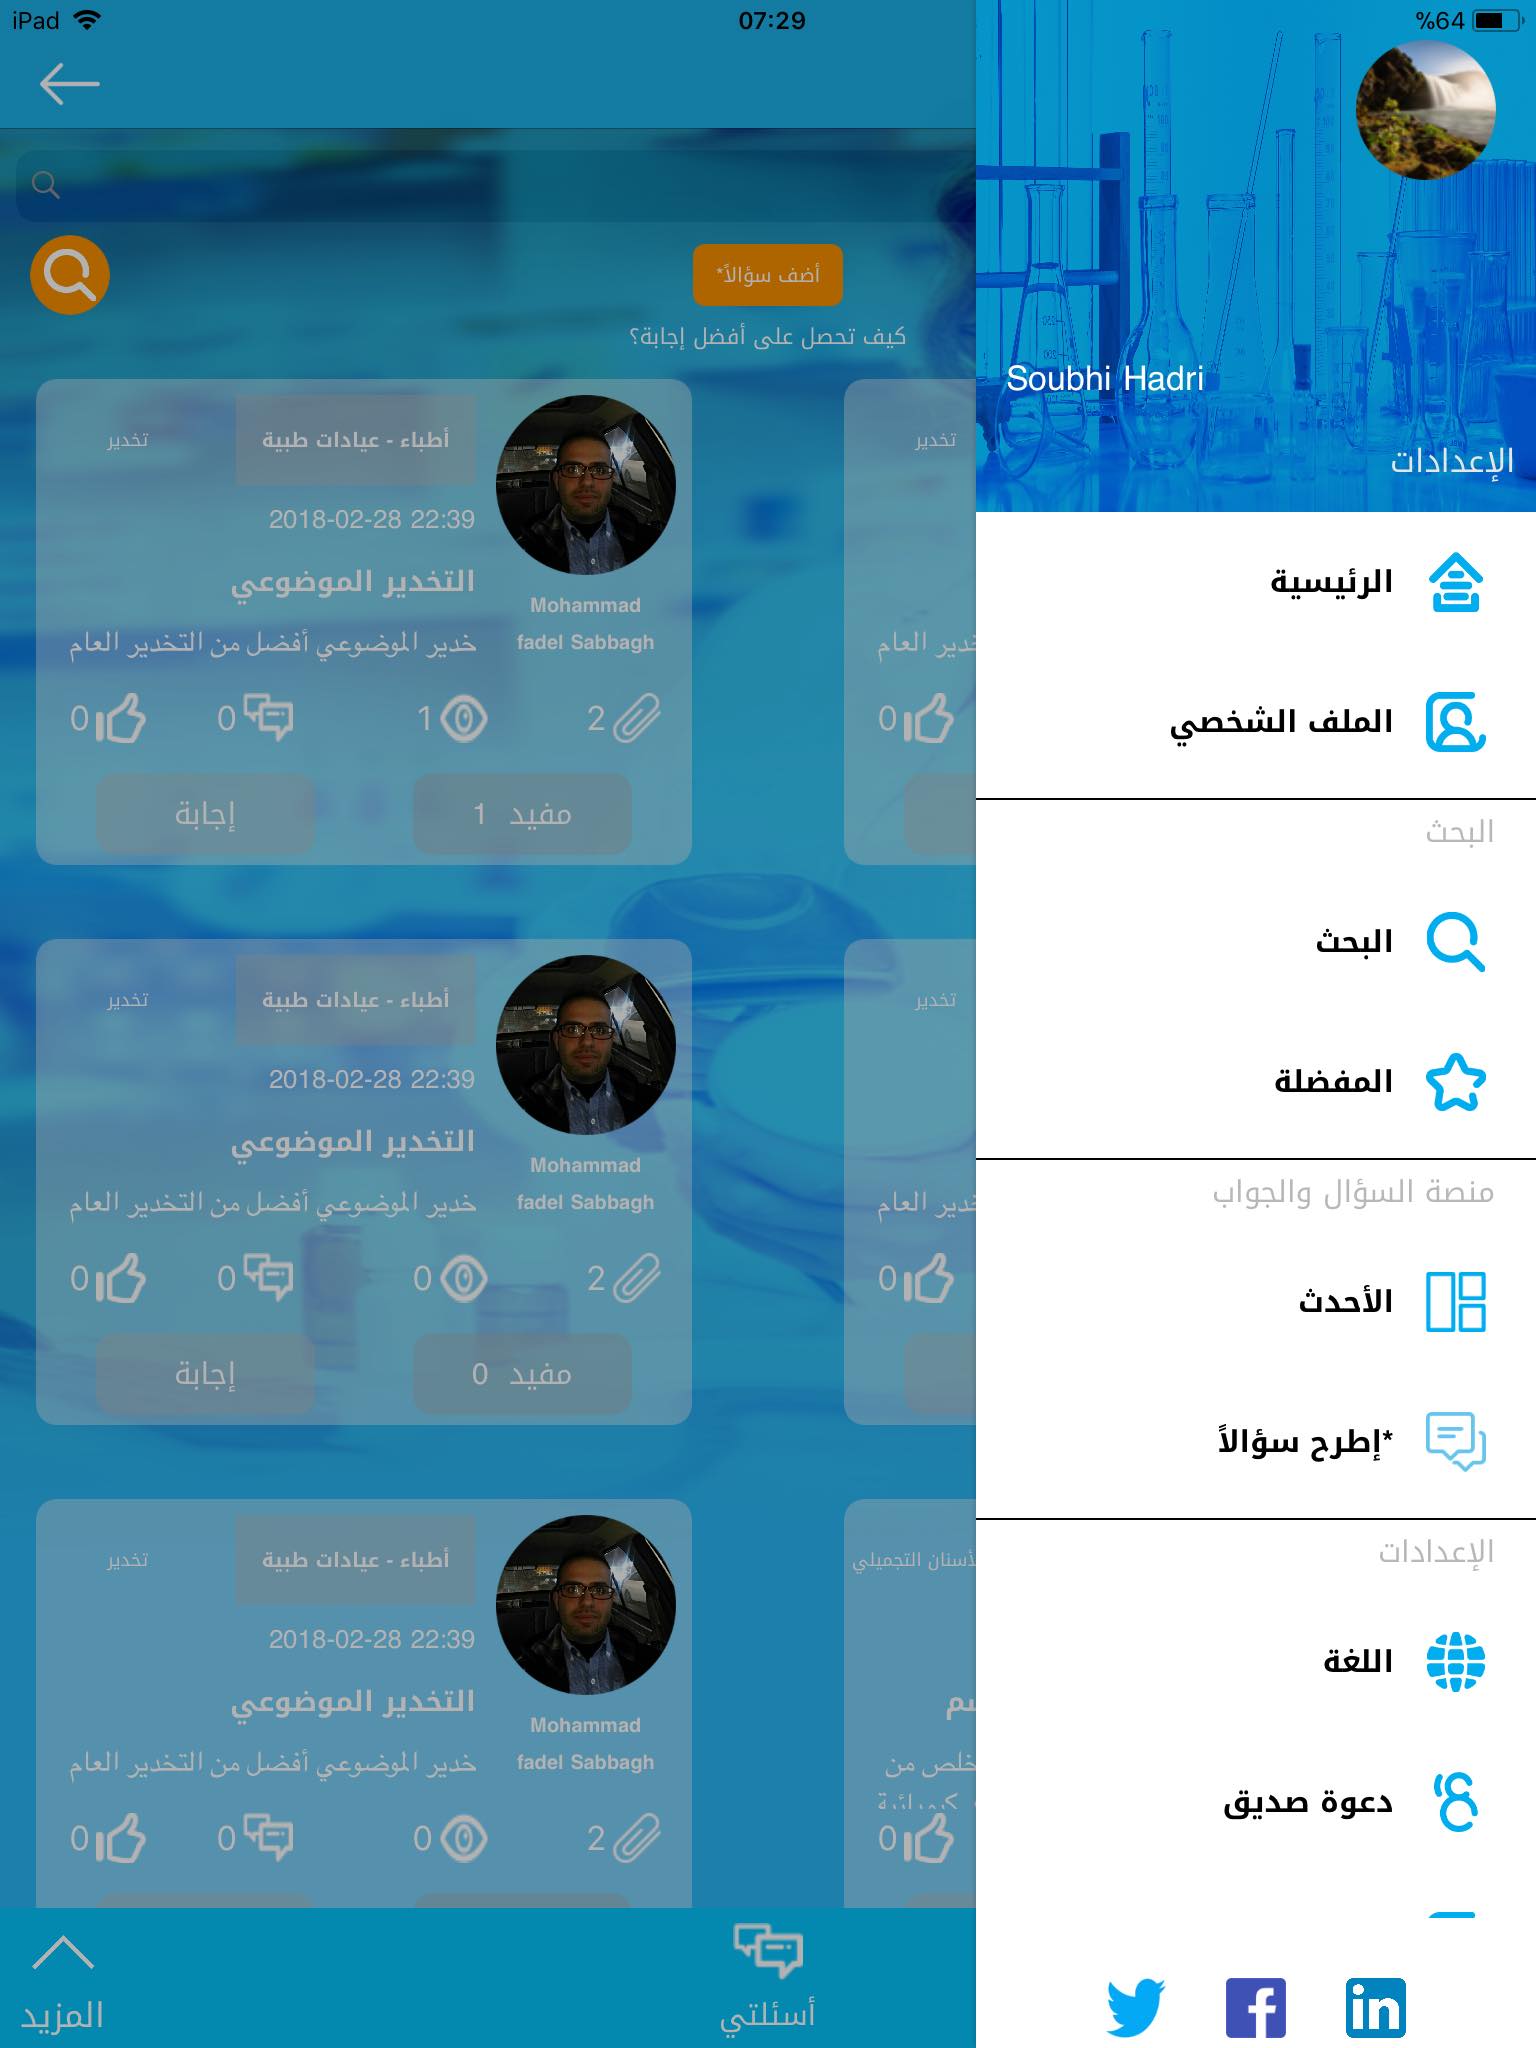 iPad
07:29
%64
Soubhi Hadri
الإعدادات
الرئيسية
الملف الشخصي
البحث
البحث
المفضلة
منصة السؤال والجواب
الأحدث
*إطرح سؤالاً
الإعدادات
اللغة
دعوة صديق
in
أضف سؤالاً*
كيف تحصل على أفضل إجابة؟
تخدير
خدير العام
0
أطباء - عيادات طبية
تخدير
2018-02-28 22:39
التخدير الموضوعي
Mohammad
fadel Sabbagh
خدير الموضوعي أفضل من التخدير العام
2
1
0
0
مفيد 1
إجابة
تخدير
خدير العام
0
أطباء - عيادات طبية
تخدير
2018-02-28 22:39
التخدير الموضوعي
Mohammad
fadel Sabbagh
خدير الموضوعي أفضل من التخدير العام
2
0
0
0
مفيد 0
إجابة
لأسنان التجميلي
خلص من
0
أطباء - عيادات طبية
تخدير
2018-02-28 22:39
التخدير الموضوعي
Mohammad
fadel Sabbagh
خدير الموضوعي أفضل من التخدير العام
2
0
0
0
أسئلتي
المزيد